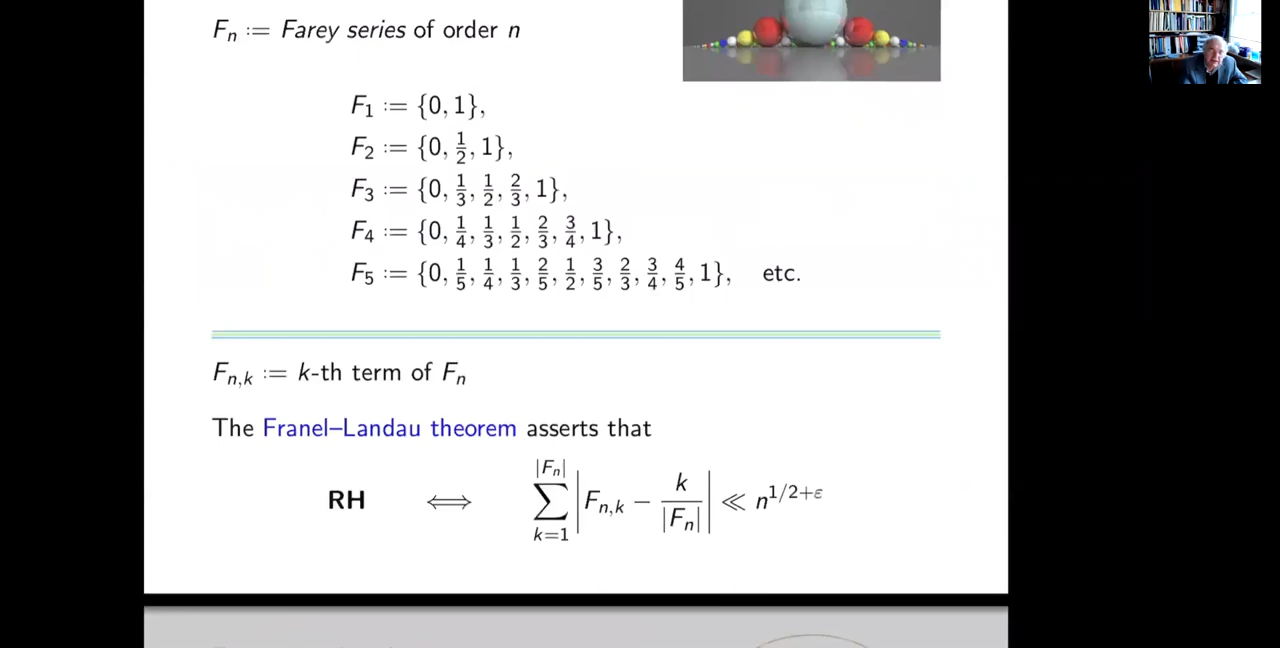 Fₙ := Farey series of order n
F₁ := {0, 1},
F₂ := {0, 1/2, 1},
F₃ := {0, 1/3, 1/2, 2/3, 1},
F₄ := {0, 1/4, 1/3, 1/2, 2/3, 3/4, 1},
F₅ := {0, 1/5, 1/4, 1/3, 2/5, 1/2, 3/5, 2/3, 3/4, 4/5, 1}, etc.
Fₙ,ₖ := k-th term of Fₙ
The Franel–Landau theorem asserts that
RH ⟺ ∑_{k=1}^{|Fₙ|} |Fₙ,ₖ − k/|Fₙ|| ≪ n^{1/2+ε}